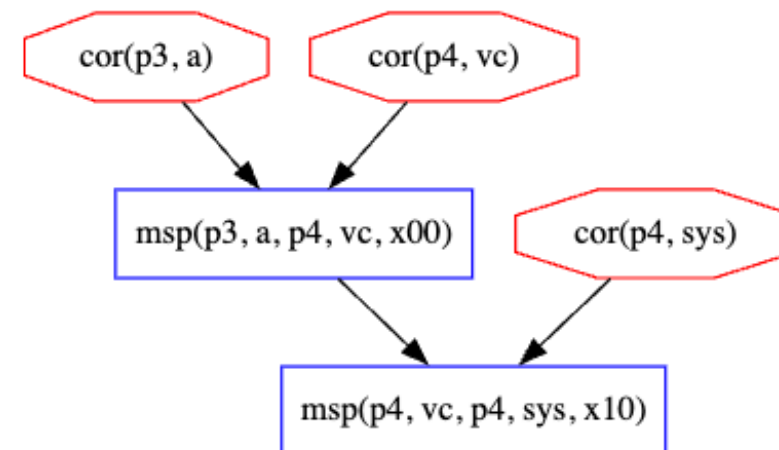 cor(p3, a)
cor(p4, vc)
msp(p3, a, p4, vc, x00)
cor(p4, sys)
msp(p4, vc, p4, sys, x10)